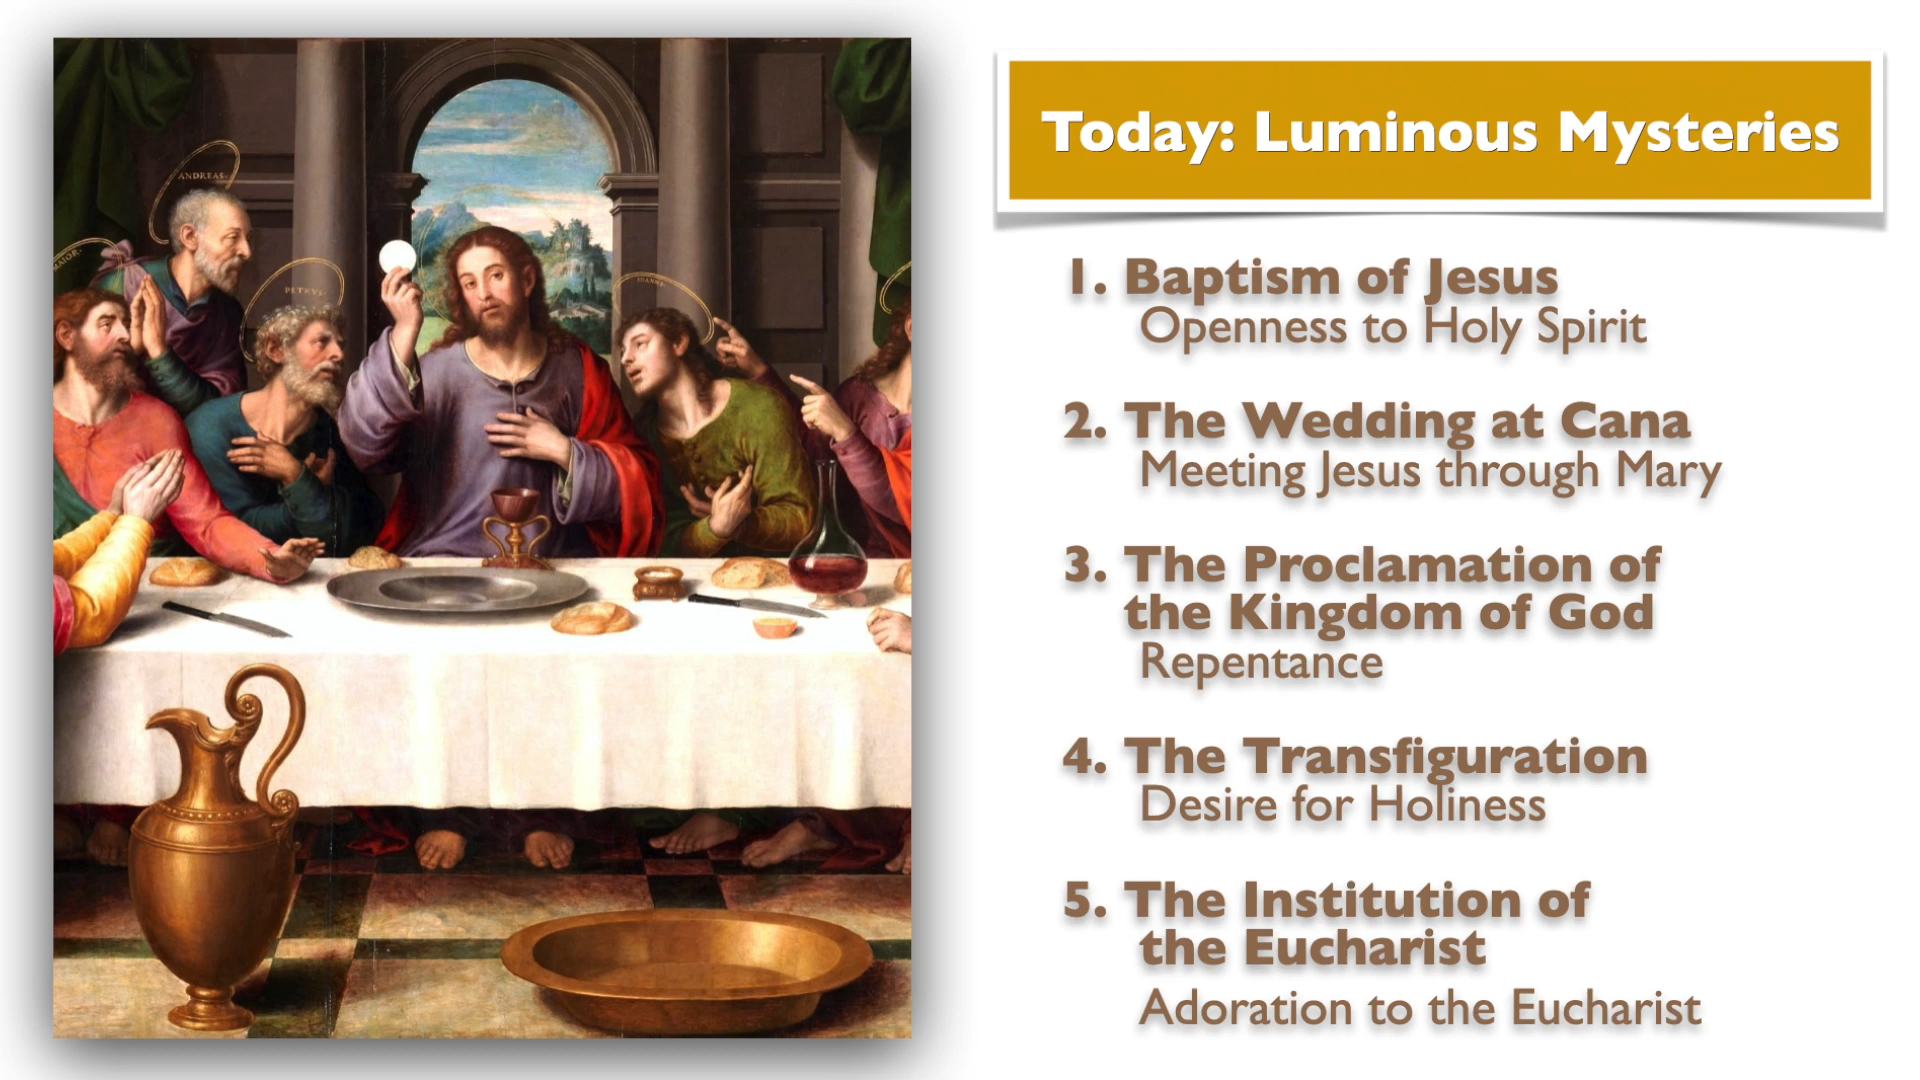 MAIOR·
ANDREAS·
PETRVS·
IOANNS·
Today: Luminous Mysteries
1. Baptism of Jesus
Openness to Holy Spirit
2. The Wedding at Cana
Meeting Jesus through Mary
3. The Proclamation of
the Kingdom of God
Repentance
4. The Transfiguration
Desire for Holiness
5. The Institution of
the Eucharist
Adoration to the Eucharist